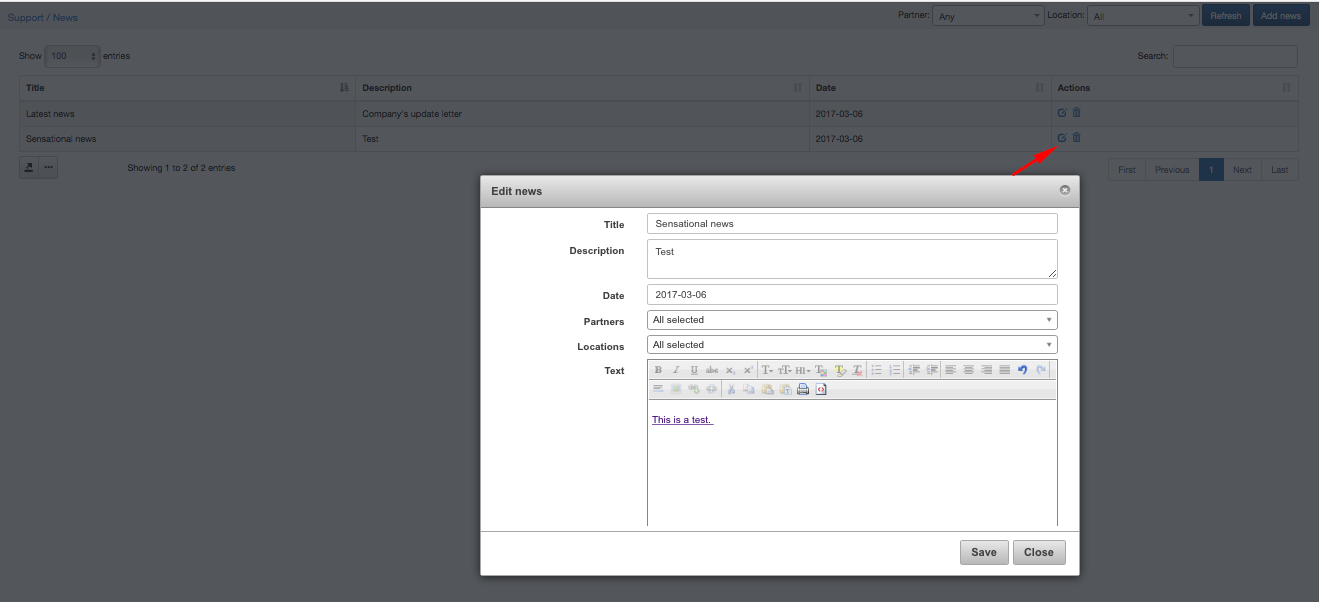 Support / News
Partner: Any Location: All Refresh Add news
Show 100 entries Search:
Title Description Date Actions
Latest news Company's update letter 2017-03-06
Sensational news Test 2017-03-06
Showing 1 to 2 of 2 entries
First Previous 1 Next Last
Edit news
Title Sensational news
Description Test
Date 2017-03-06
Partners All selected
Locations All selected
Text
This is a test.
Save Close